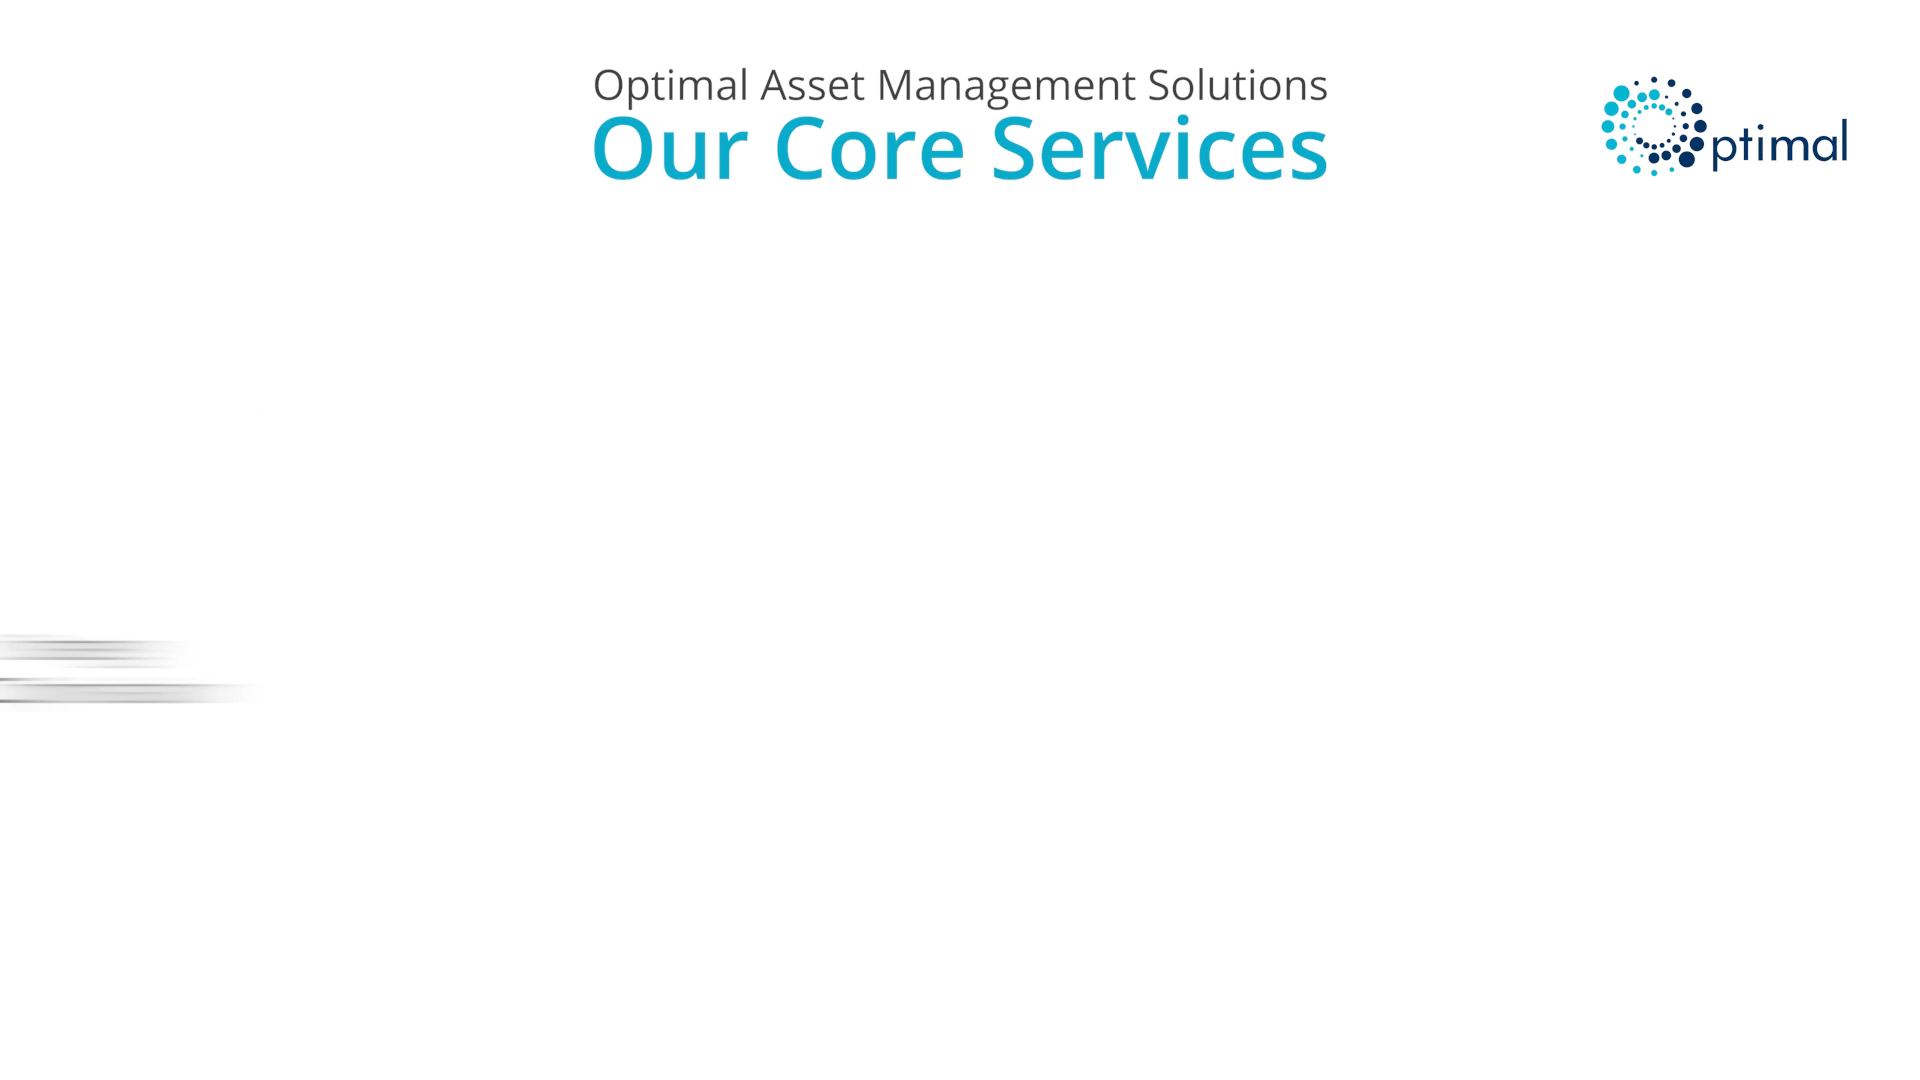 Optimal Asset Management Solutions
Our Core Services
ptimal